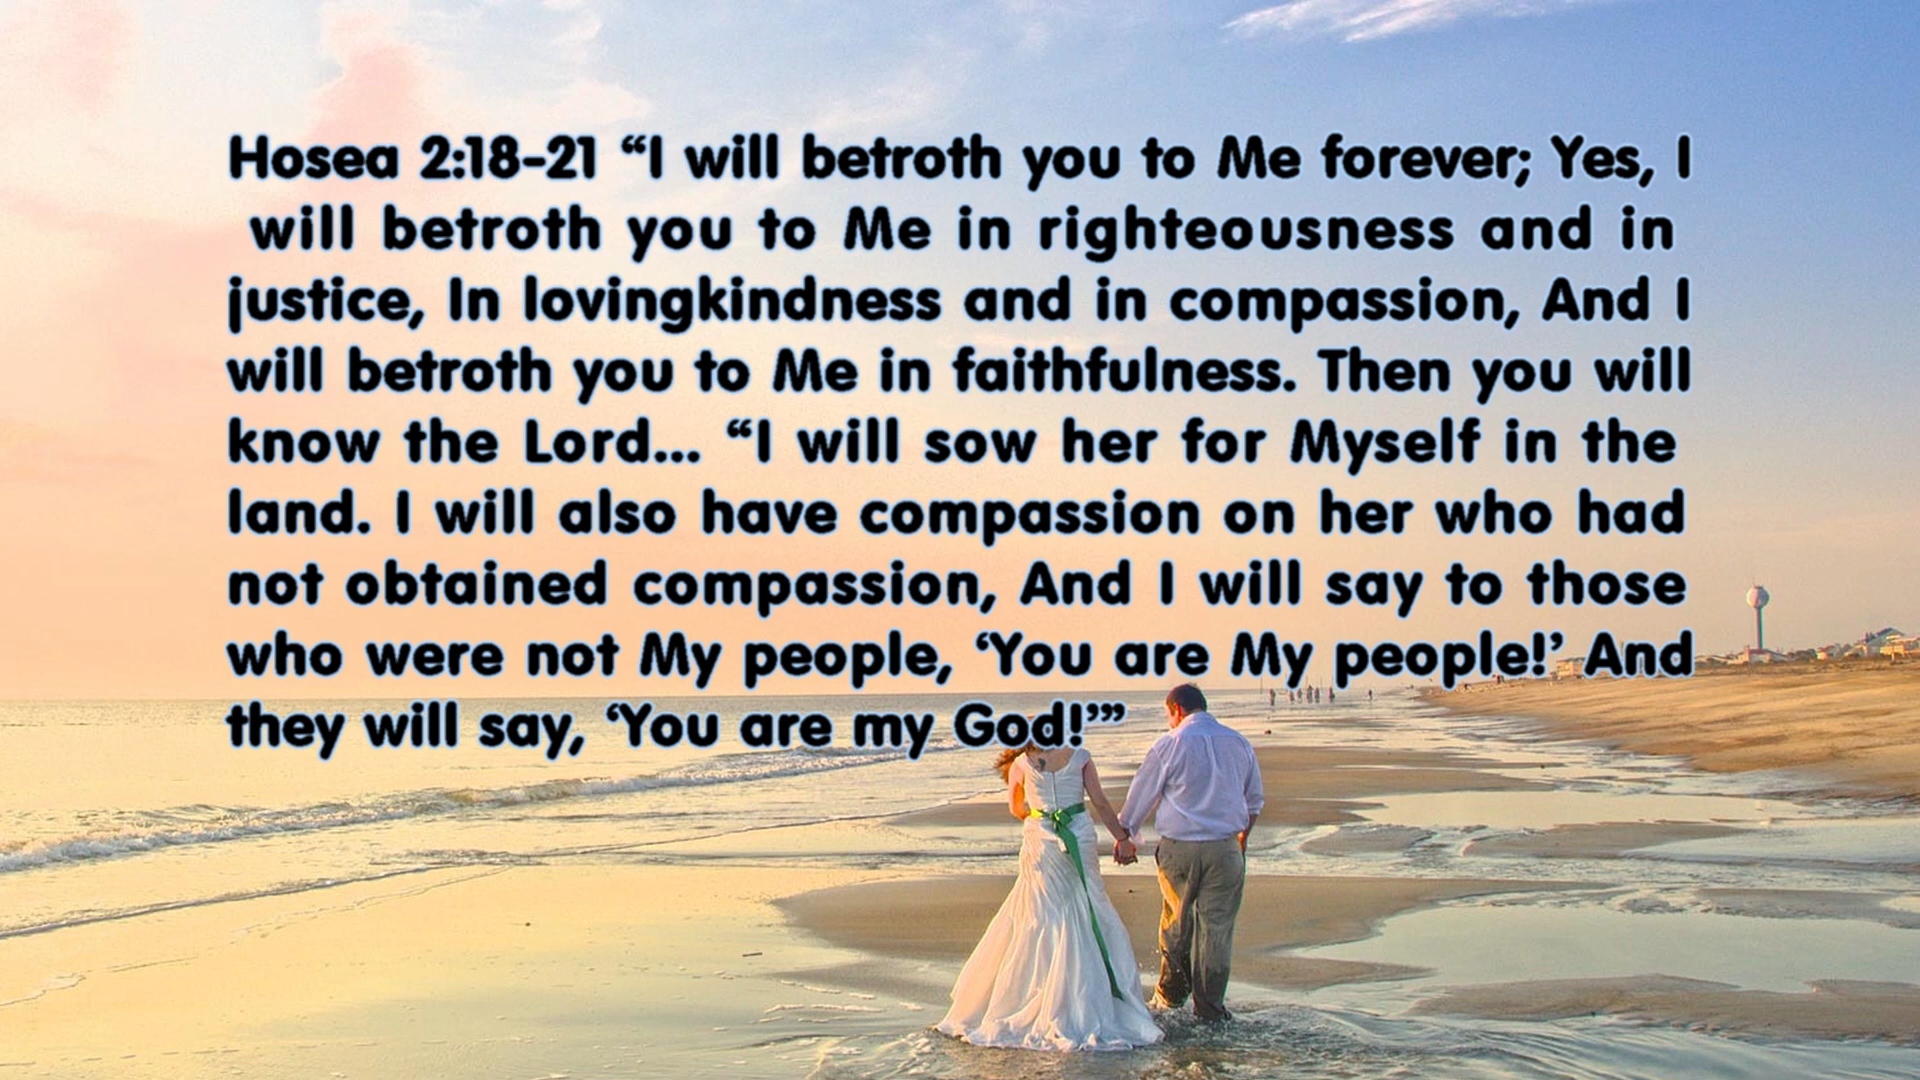 Hosea 2:18-21 “I will betroth you to Me forever; Yes, I
will betroth you to Me in righteousness and in
justice, In lovingkindness and in compassion, And I
will betroth you to Me in faithfulness. Then you will
know the Lord... “I will sow her for Myself in the
land. I will also have compassion on her who had
not obtained compassion, And I will say to those
who were not My people, ‘You are My people!’ And
they will say, ‘You are my God!’”